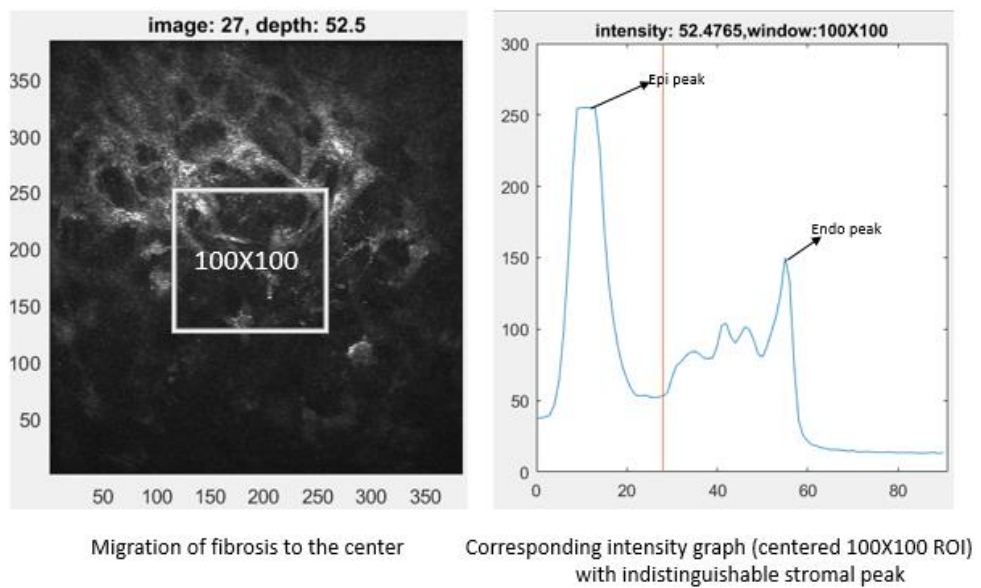 image: 27, depth: 52.5
350
300
250
200
150
100
50
100X100
50 100 150 200 250 300 350
Migration of fibrosis to the center
intensity: 52.4765,window:100X100
300
250
200
150
100
50
0
Epi peak
Endo peak
0 20 40 60 80
Corresponding intensity graph (centered 100X100 ROI)
with indistinguishable stromal peak